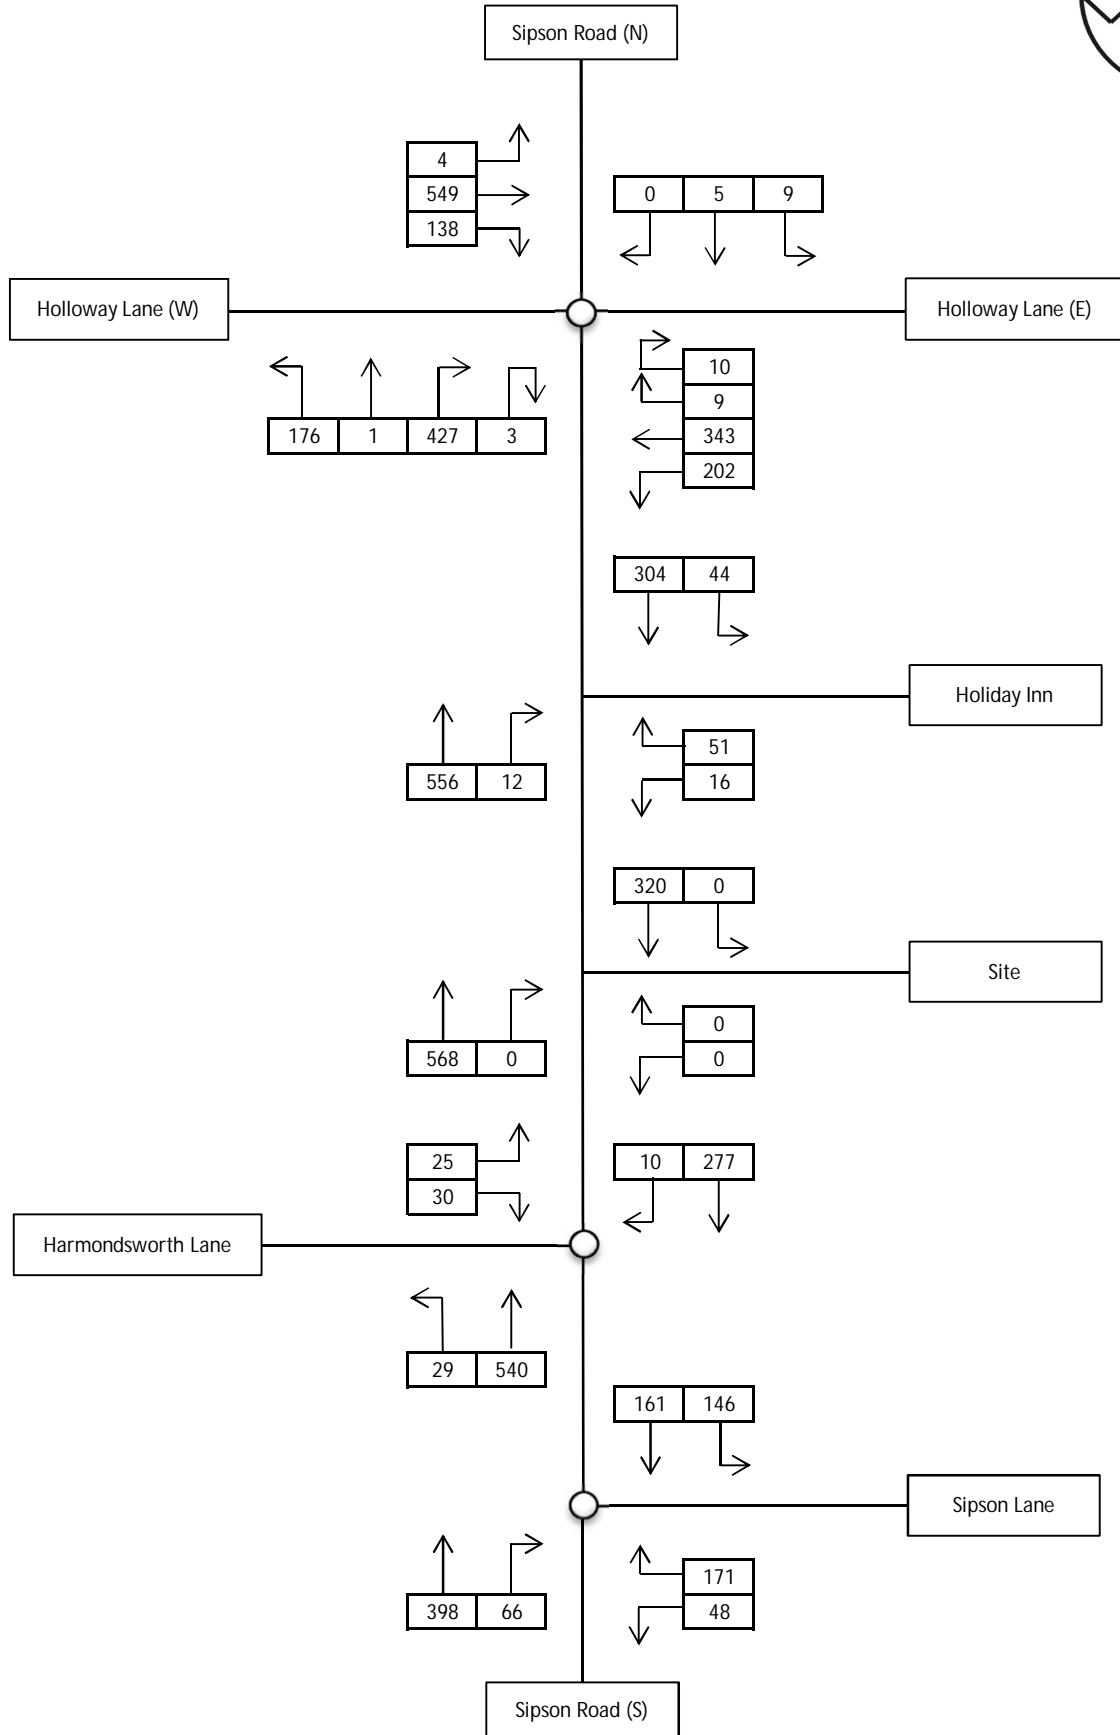 Sipson Road (N)
4
549
138
0 5 9
Holloway Lane (W)
Holloway Lane (E)
10
9
343
202
176 1 427 3
304 44
Holiday Inn
51
16
556 12
320 0
Site
0
0
568 0
25
30
10 277
Harmondsworth Lane
29 540
161 146
Sipson Lane
171
48
398 66
Sipson Road (S)